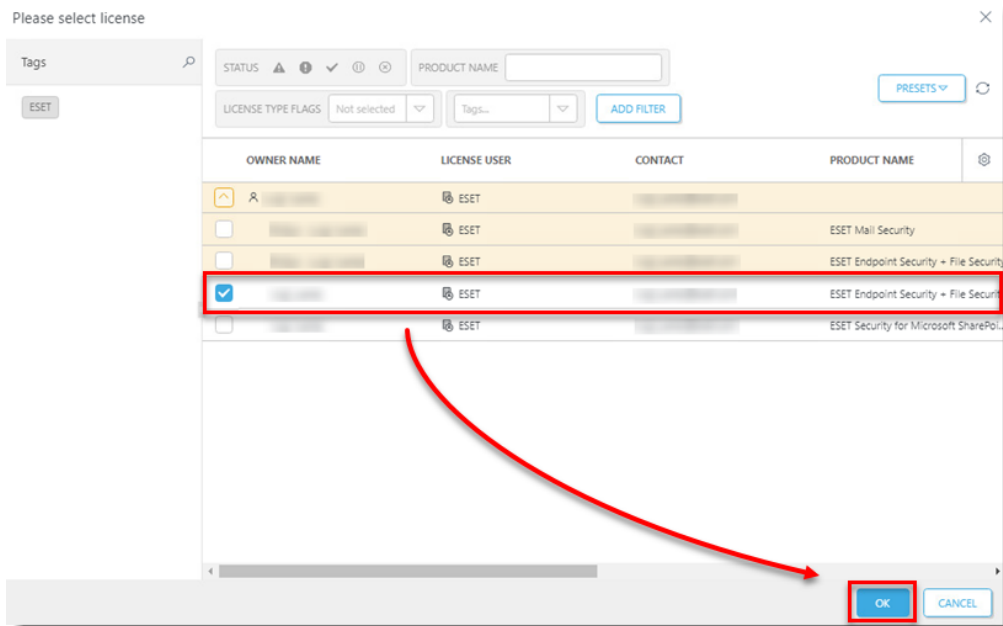 Please select license
Tags
ESET
STATUS
PRODUCT NAME
LICENSE TYPE FLAGS Not selected
Tags...
ADD FILTER
PRESETS
OWNER NAME LICENSE USER CONTACT PRODUCT NAME
ESET
ESET ESET Mail Security
ESET ESET Endpoint Security + File Security
ESET ESET Endpoint Security + File Securit
ESET ESET Security for Microsoft SharePoi...
OK CANCEL